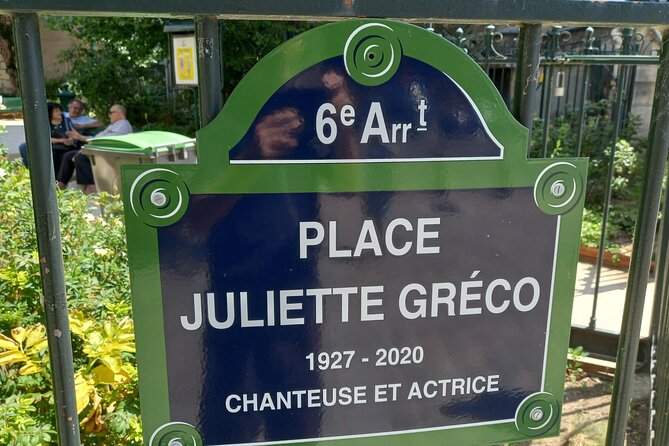 6e Arrt
PLACE
JULIETTE GRÉCO
1927 - 2020
CHANTEUSE ET ACTRICE